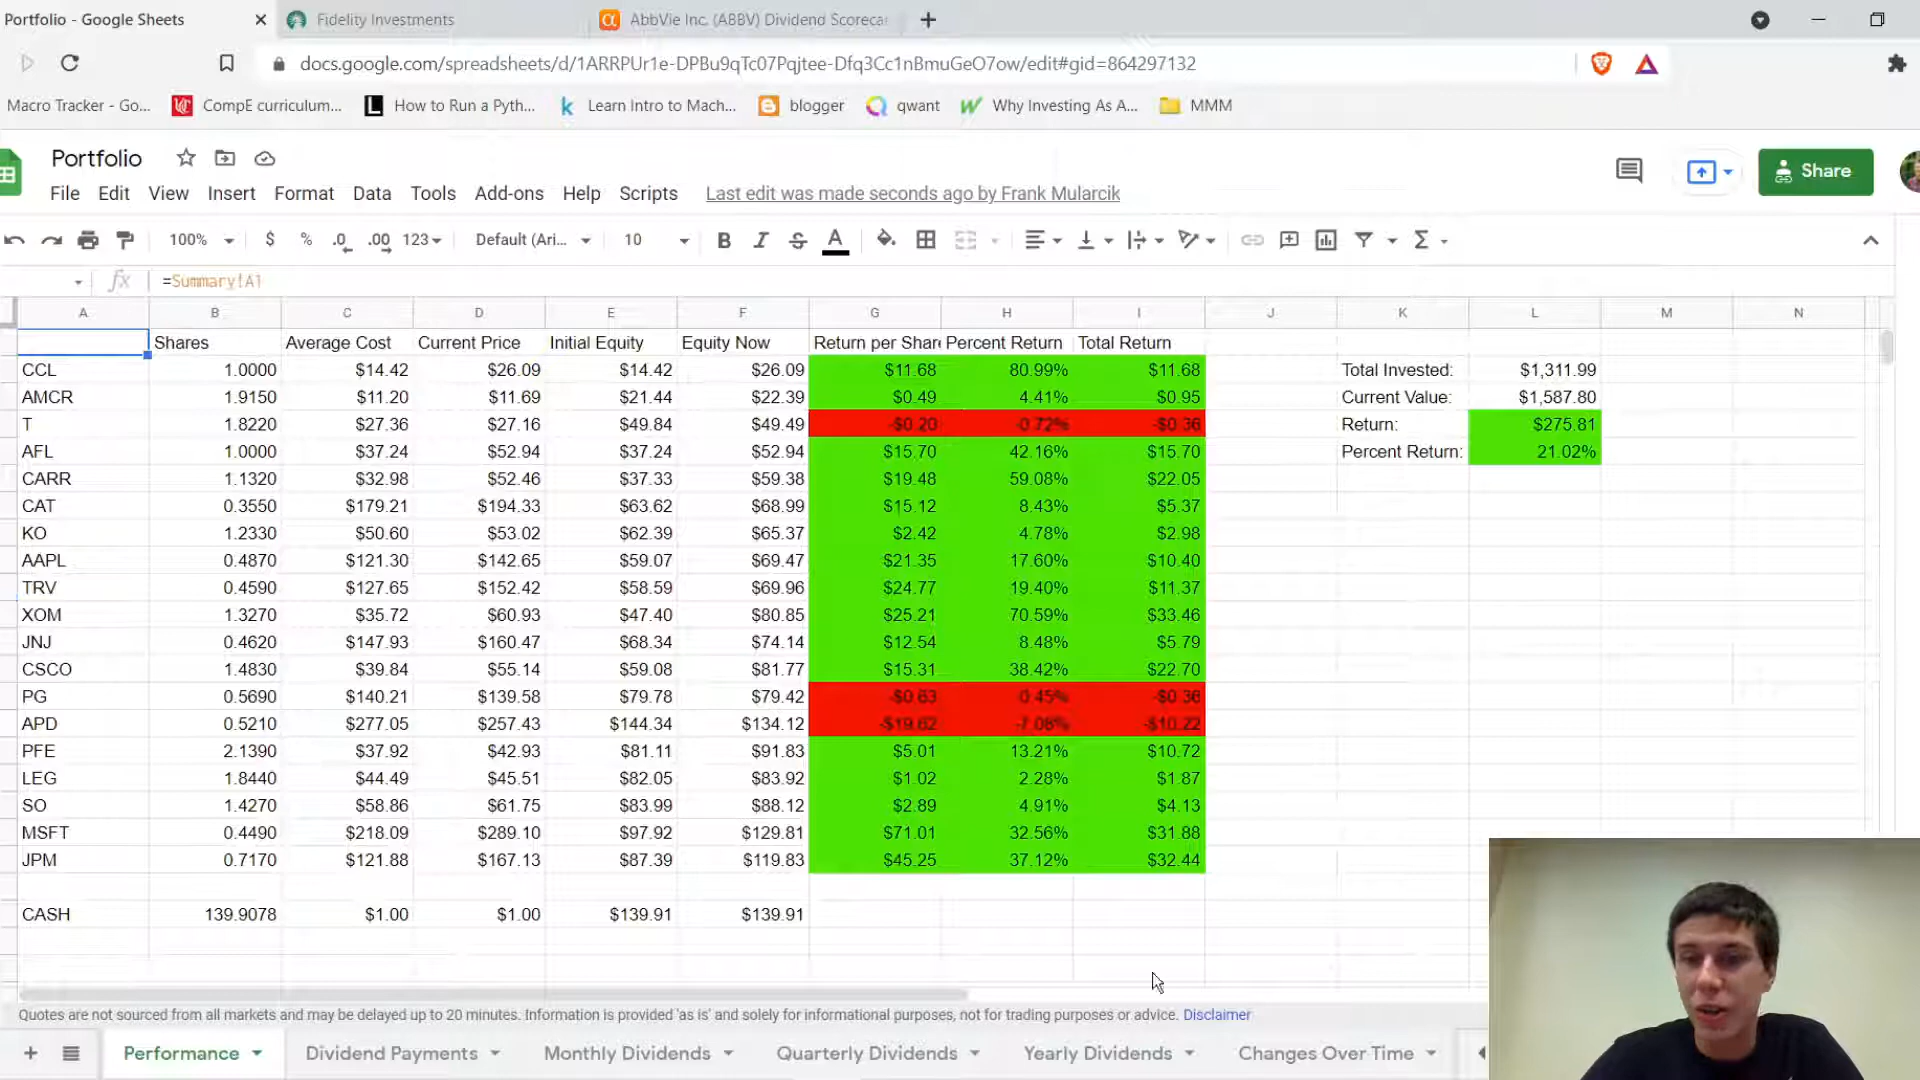 Portfolio - Google Sheets
Fidelity Investments
AbbVie Inc. (ABBV) Dividend Scorecar
docs.google.com/spreadsheets/d/1ARRPUr1e-DPBu9qTc07Pqjtee-Dfq3Cc1nBmuGeO7ow/edit#gid=864297132
Macro Tracker - Go...
CompE curriculum...
How to Run a Pyth...
Learn Intro to Mach...
blogger
qwant
Why Investing As A...
MMM
Portfolio
Share
File Edit View Insert Format Data Tools Add-ons Help Scripts Last edit was made seconds ago by Frank Mularcik
100% $ % .0 .00 123 Default (Ari... 10 B I S A
fx =Summary!A1
A B C D E F G H I J K L M N
Shares Average Cost Current Price Initial Equity Equity Now Return per Share Percent Return Total Return
CCL 1.0000 $14.42 $26.09 $14.42 $26.09 $11.68 80.99% $11.68 Total Invested: $1,311.99
AMCR 1.9150 $11.20 $11.69 $21.44 $22.39 $0.49 4.41% $0.95 Current Value: $1,587.80
T 1.8220 $27.36 $27.16 $49.84 $49.49 -$0.20 -0.72% -$0.36 Return: $275.81
AFL 1.0000 $37.24 $52.94 $37.24 $52.94 $15.70 42.16% $15.70 Percent Return: 21.02%
CARR 1.1320 $32.98 $52.46 $37.33 $59.38 $19.48 59.08% $22.05
CAT 0.3550 $179.21 $194.33 $63.62 $68.99 $15.12 8.43% $5.37
KO 1.2330 $50.60 $53.02 $62.39 $65.37 $2.42 4.78% $2.98
AAPL 0.4870 $121.30 $142.65 $59.07 $69.47 $21.35 17.60% $10.40
TRV 0.4590 $127.65 $152.42 $58.59 $69.96 $24.77 19.40% $11.37
XOM 1.3270 $35.72 $60.93 $47.40 $80.85 $25.21 70.59% $33.46
JNJ 0.4620 $147.93 $160.47 $68.34 $74.14 $12.54 8.48% $5.79
CSCO 1.4830 $39.84 $55.14 $59.08 $81.77 $15.31 38.42% $22.70
PG 0.5690 $140.21 $139.58 $79.78 $79.42 -$0.63 -0.45% -$0.36
APD 0.5210 $277.05 $257.43 $144.34 $134.12 -$19.62 -7.08% -$10.22
PFE 2.1390 $37.92 $42.93 $81.11 $91.83 $5.01 13.21% $10.72
LEG 1.8440 $44.49 $45.51 $82.05 $83.92 $1.02 2.28% $1.87
SO 1.4270 $58.86 $61.75 $83.99 $88.12 $2.89 4.91% $4.13
MSFT 0.4490 $218.09 $289.10 $97.92 $129.81 $71.01 32.56% $31.88
JPM 0.7170 $121.88 $167.13 $87.39 $119.83 $45.25 37.12% $32.44
CASH 139.9078 $1.00 $1.00 $139.91 $139.91
Quotes are not sourced from all markets and may be delayed up to 20 minutes. Information is provided 'as is' and solely for informational purposes, not for trading purposes or advice. Disclaimer
Performance Dividend Payments Monthly Dividends Quarterly Dividends Yearly Dividends Changes Over Time